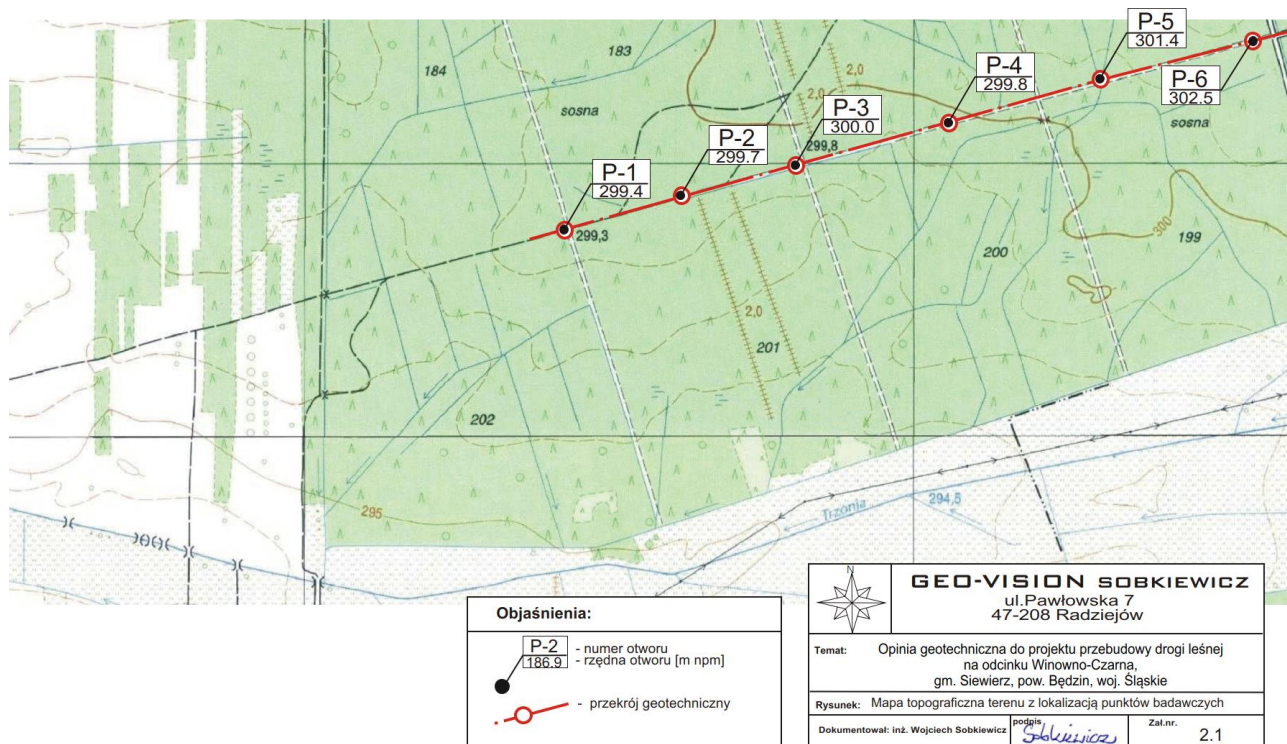 P-5
301.4
183
184
P-4
299.8
2,0
P-6
302.5
2,0
P-3
300.0
sosna
sosna
P-2
299.7
299,8
P-1
299.4
299,3
300
199
200
2,0
201
202
295
Trzonia
294,5
N
GEO-VISION SOBKIEWICZ
ul.Pawłowska 7
47-208 Radziejów
Objaśnienia:
P-2 - numer otworu
186.9 - rzędna otworu [m npm]
- przekrój geotechniczny
Temat: Opinia geotechniczna do projektu przebudowy drogi leśnej
na odcinku Winowno-Czarna,
gm. Siewierz, pow. Będzin, woj. Śląskie
Rysunek: Mapa topograficzna terenu z lokalizacją punktów badawczych
Dokumentował: inż. Wojciech Sobkiewicz
podpis
Sobkiewicz
Zał.nr.
2.1